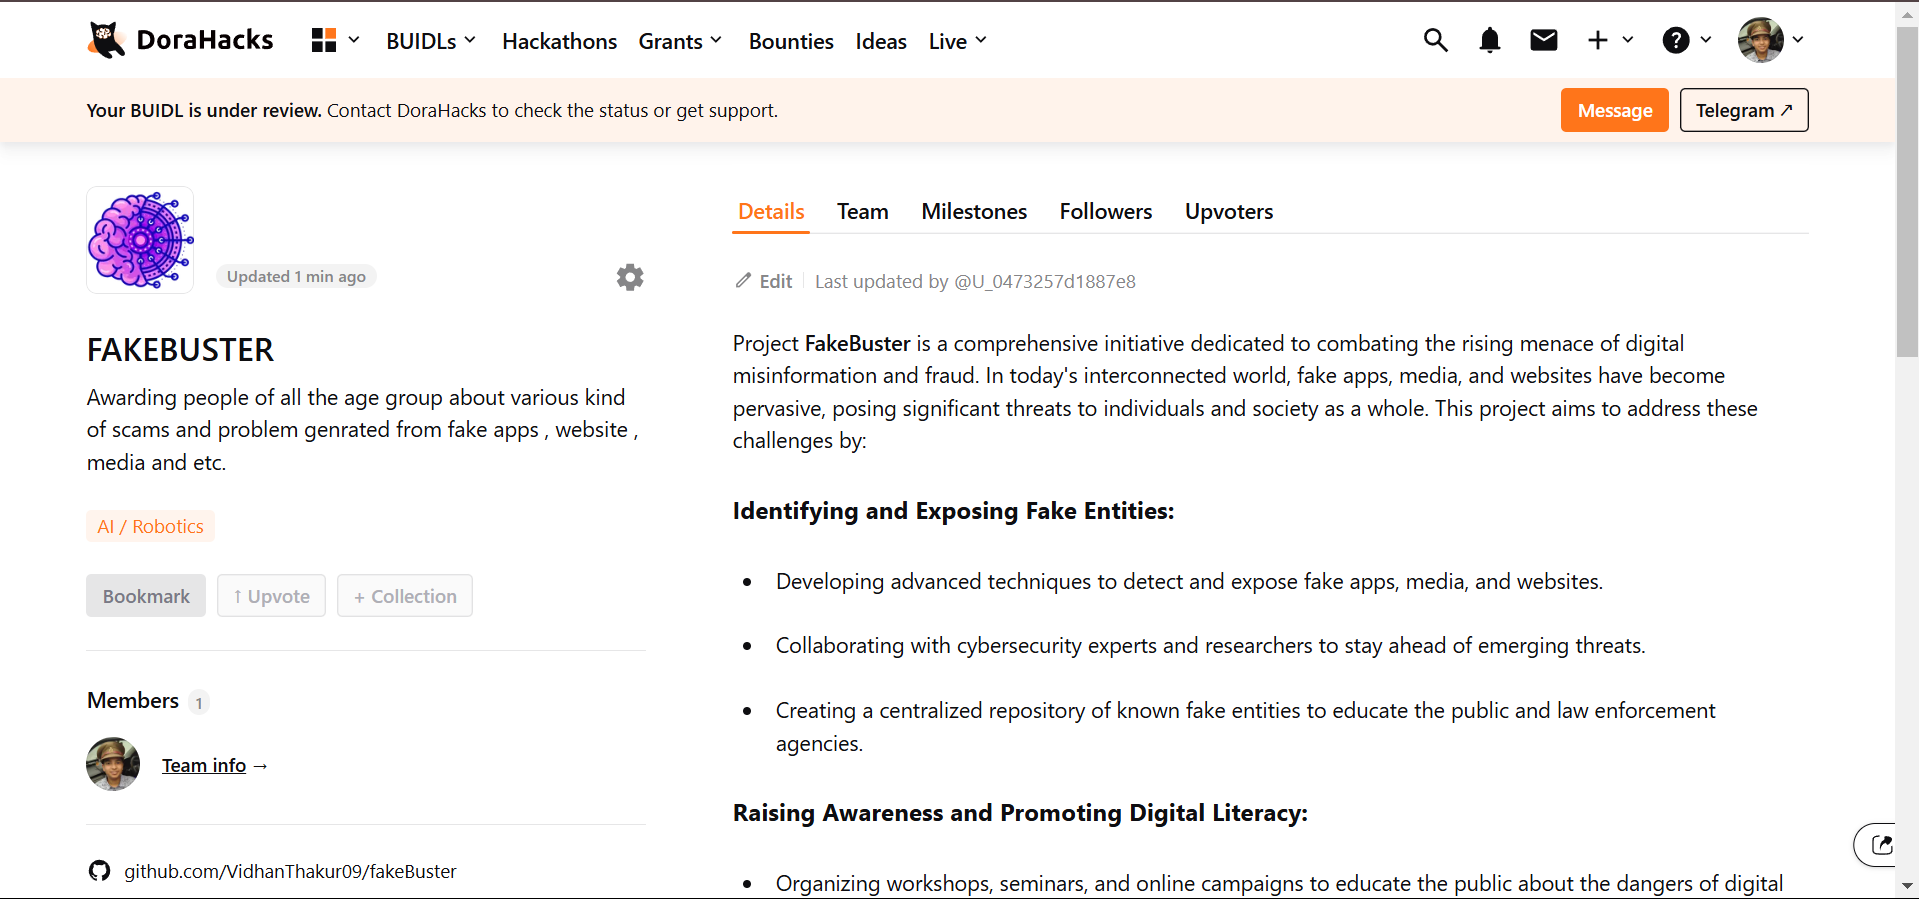 DoraHacks BUIDLs Hackathons Grants Bounties Ideas Live
Your BUIDL is under review. Contact DoraHacks to check the status or get support. Message Telegram ↗
Updated 1 min ago
FAKEBUSTER
Awarding people of all the age group about various kind
of scams and problem genrated from fake apps , website ,
media and etc.
AI / Robotics
Bookmark ↑ Upvote + Collection
Members 1
Team info →
github.com/VidhanThakur09/fakeBuster
Details Team Milestones Followers Upvoters
Edit Last updated by @U_0473257d1887e8
Project FakeBuster is a comprehensive initiative dedicated to combating the rising menace of digital
misinformation and fraud. In today's interconnected world, fake apps, media, and websites have become
pervasive, posing significant threats to individuals and society as a whole. This project aims to address these
challenges by:
Identifying and Exposing Fake Entities:
• Developing advanced techniques to detect and expose fake apps, media, and websites.
• Collaborating with cybersecurity experts and researchers to stay ahead of emerging threats.
• Creating a centralized repository of known fake entities to educate the public and law enforcement
agencies.
Raising Awareness and Promoting Digital Literacy:
• Organizing workshops, seminars, and online campaigns to educate the public about the dangers of digital